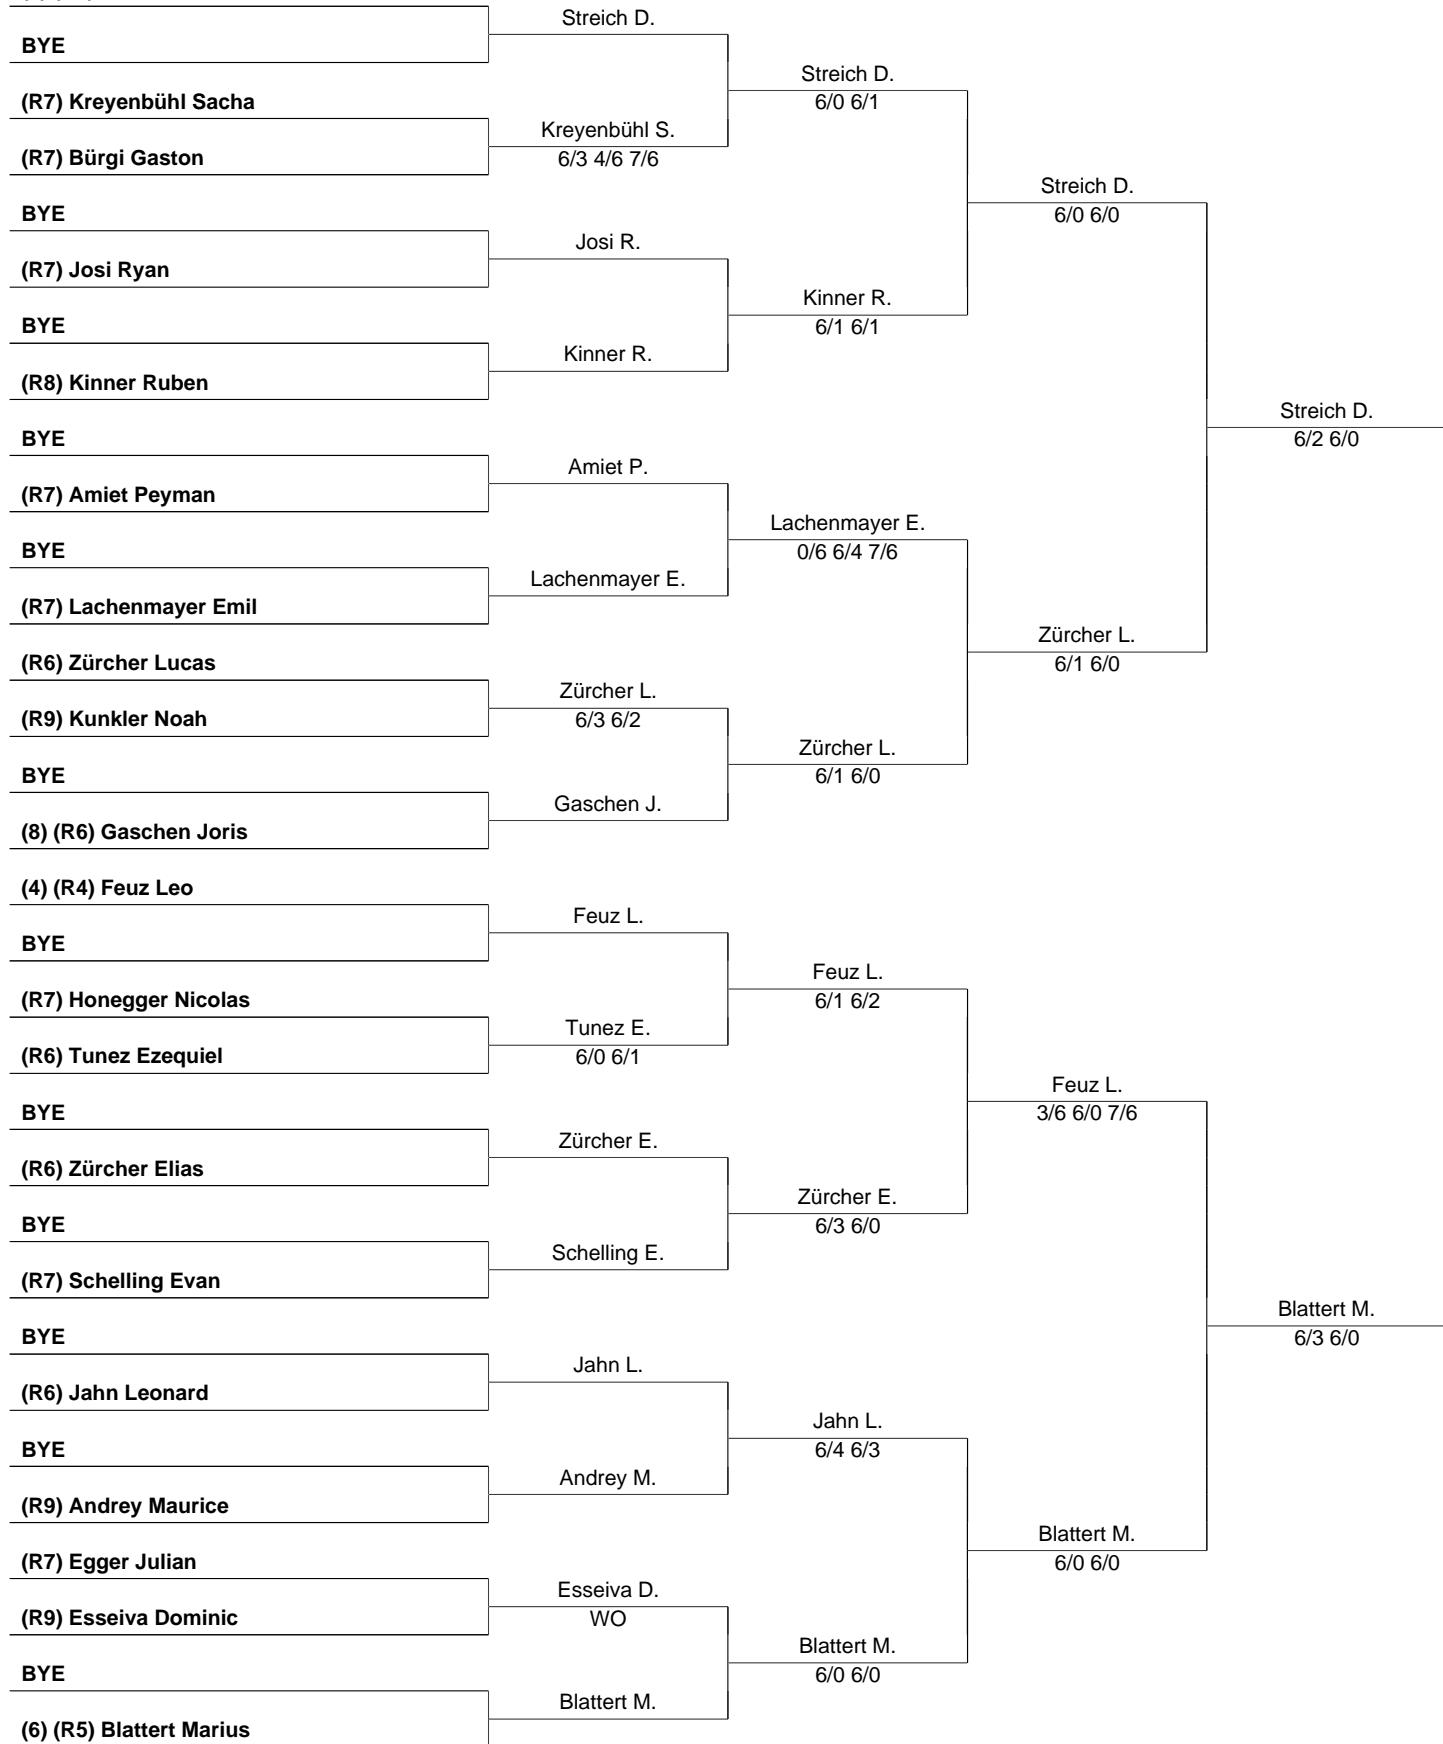 Streich D.
BYE
Streich D.
(R7) Kreyenbühl Sacha
6/0 6/1
Kreyenbühl S.
(R7) Bürgi Gaston
6/3 4/6 7/6
Streich D.
BYE
6/0 6/0
Josi R.
(R7) Josi Ryan
Kinner R.
BYE
6/1 6/1
Kinner R.
(R8) Kinner Ruben
Streich D.
BYE
6/2 6/0
Amiet P.
(R7) Amiet Peyman
Lachenmayer E.
BYE
0/6 6/4 7/6
Lachenmayer E.
(R7) Lachenmayer Emil
Zürcher L.
(R6) Zürcher Lucas
6/1 6/0
Zürcher L.
(R9) Kunkler Noah
6/3 6/2
Zürcher L.
BYE
6/1 6/0
Gaschen J.
(8) (R6) Gaschen Joris
(4) (R4) Feuz Leo
Feuz L.
BYE
Feuz L.
(R7) Honegger Nicolas
6/1 6/2
Tunez E.
(R6) Tunez Ezequiel
6/0 6/1
Feuz L.
BYE
3/6 6/0 7/6
Zürcher E.
(R6) Zürcher Elias
Zürcher E.
BYE
6/3 6/0
Schelling E.
(R7) Schelling Evan
Blattert M.
BYE
6/3 6/0
Jahn L.
(R6) Jahn Leonard
Jahn L.
BYE
6/4 6/3
Andrey M.
(R9) Andrey Maurice
Blattert M.
(R7) Egger Julian
6/0 6/0
Esseiva D.
(R9) Esseiva Dominic
WO
Blattert M.
BYE
6/0 6/0
Blattert M.
(6) (R5) Blattert Marius